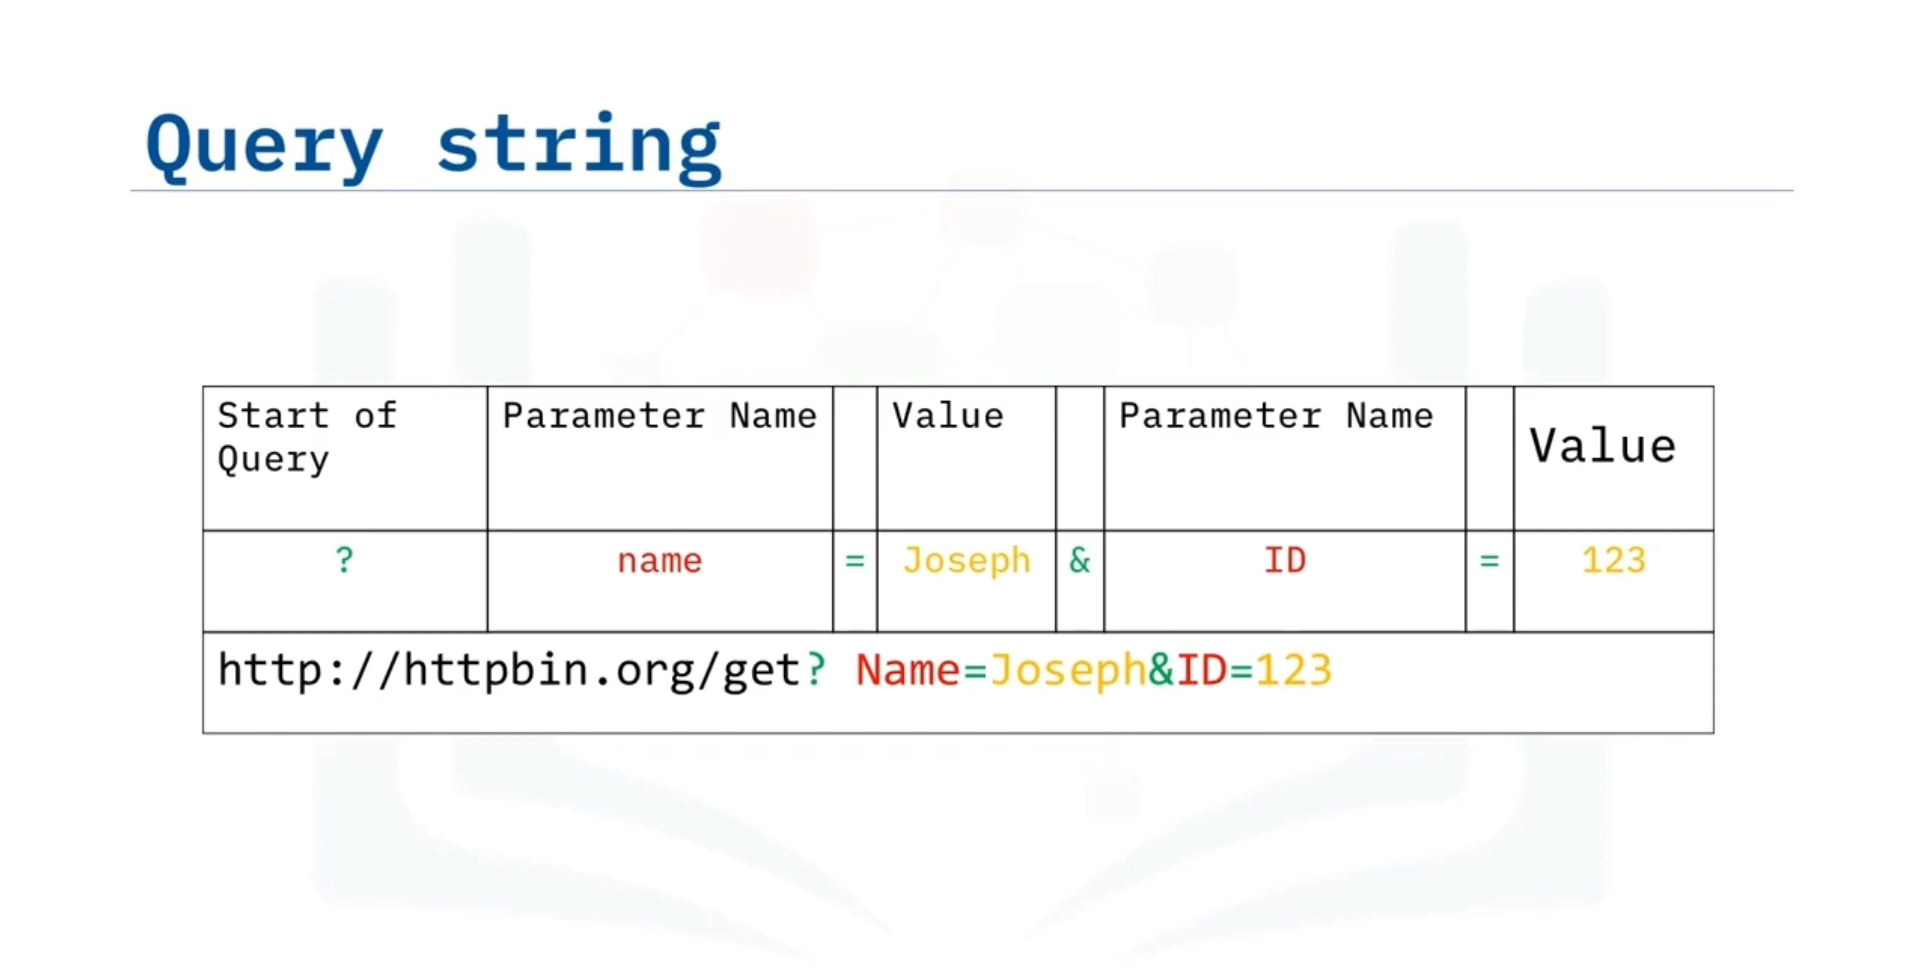 Query string
Start of Query
Parameter Name
Value
Parameter Name
Value
? name = Joseph & ID = 123
http://httpbin.org/get? Name=Joseph&ID=123